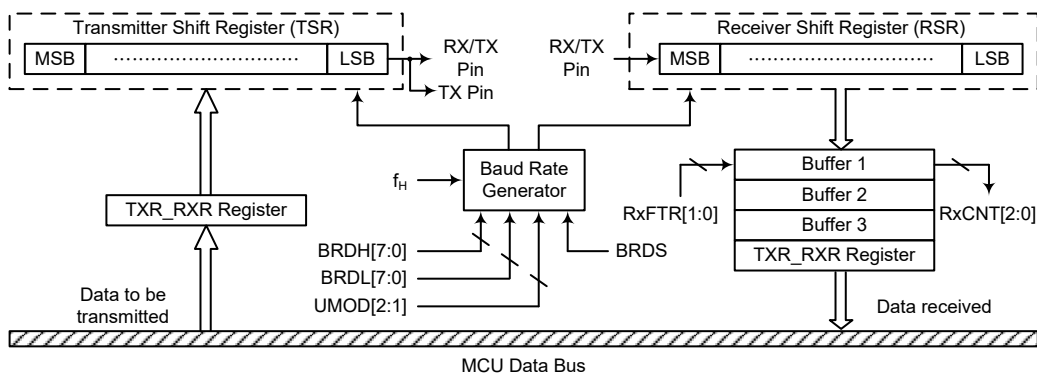 Transmitter Shift Register (TSR)
MSB
LSB
RX/TX
Pin
TX Pin
RX/TX
Pin
Receiver Shift Register (RSR)
MSB
LSB
Baud Rate
Generator
fH
TXR_RXR Register
Buffer 1
Buffer 2
Buffer 3
TXR_RXR Register
RxFTR[1:0]
RxCNT[2:0]
BRDH[7:0]
BRDL[7:0]
UMOD[2:1]
BRDS
Data to be
transmitted
Data received
MCU Data Bus